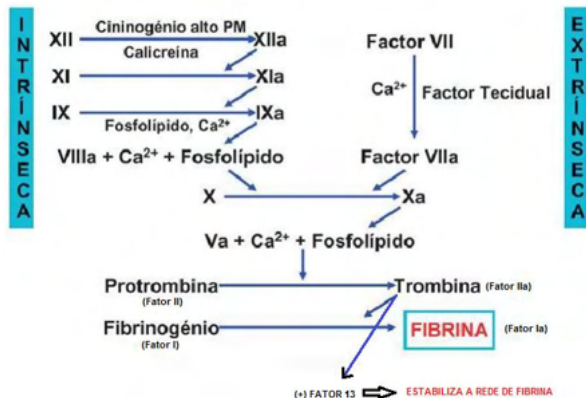 INTRÍNSECA
EXTRÍNSECA
Cininogénio alto PM
XII XIIa
Calicreína
Factor VII
XI XIa
Ca²⁺ Factor Tecidual
IX IXa
Fosfolípido, Ca²⁺
VIIIa + Ca²⁺ + Fosfolípido
Factor VIIa
X Xa
Va + Ca²⁺ + Fosfolípido
Protrombina Trombina (Fator IIa)
(Fator II)
Fibrinogénio FIBRINA (Fator Ia)
(Fator I)
(+) FATOR 13 ESTABILIZA A REDE DE FIBRINA